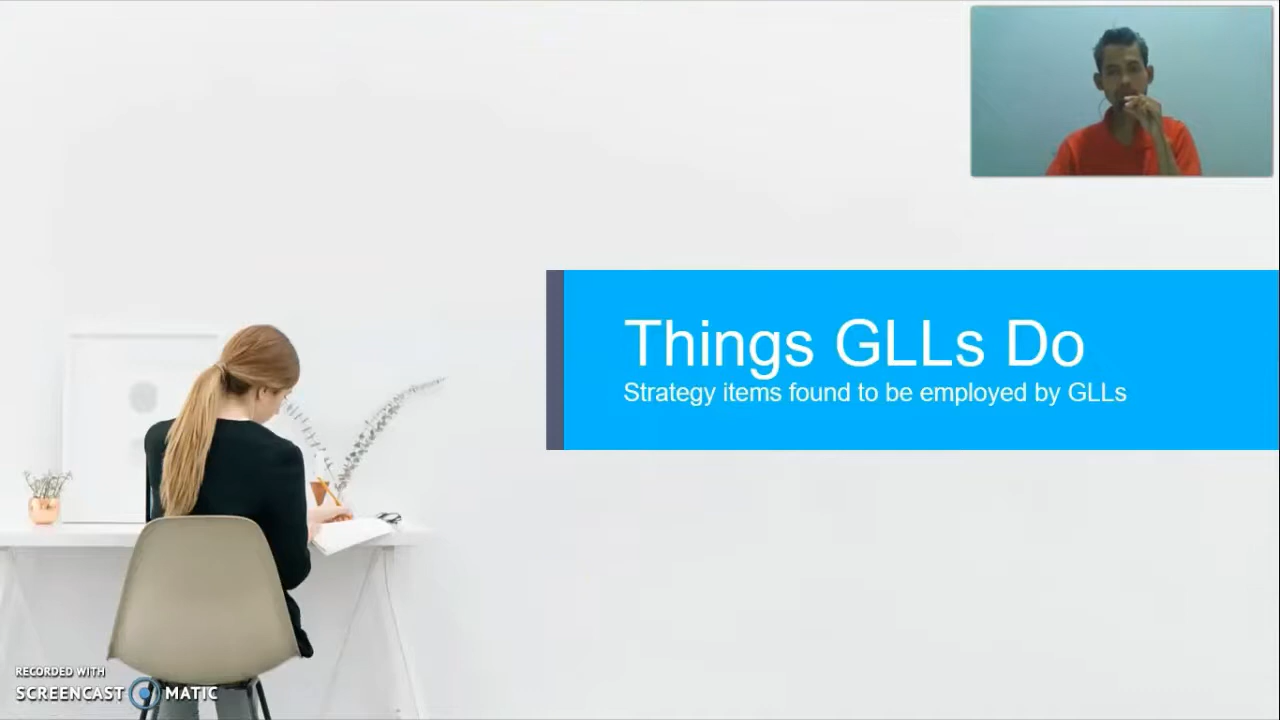 Things GLLs Do
Strategy items found to be employed by GLLs
RECORDED WITH
SCREENCAST MATIC